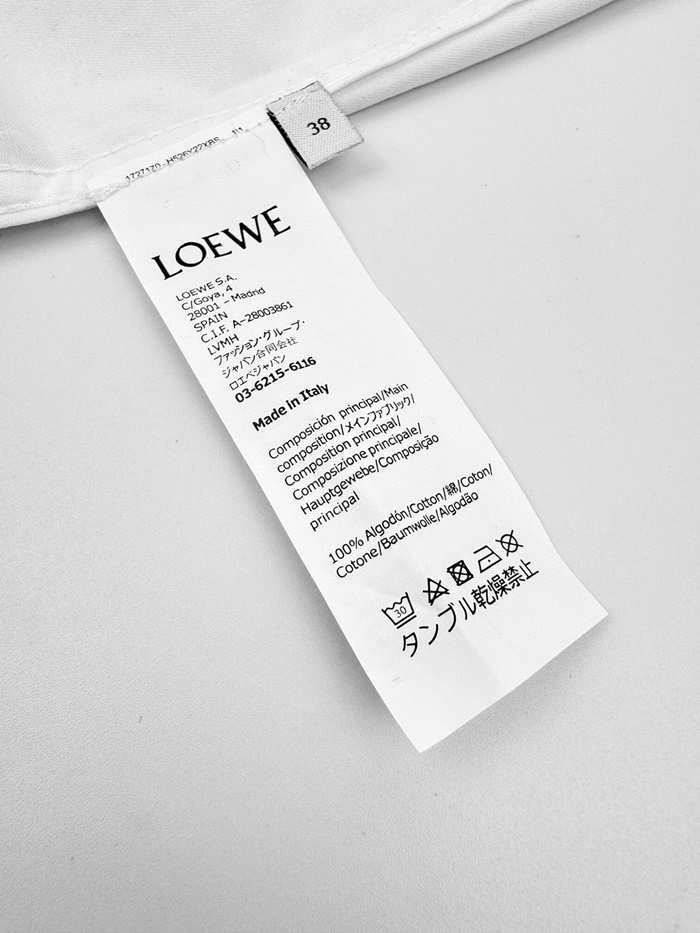 38
LOEWE
LOEWE S.A.
C/Goya, 4
28001 – Madrid
SPAIN
C.I.F. A-28003861
LVMH
ファッション・グループ・
ジャパン合同会社
ロエベジャパン
03-6215-6116
Made in Italy
Composición principal/Main
composition/メインファブリック/
Composition principal/
Composizione principale/
Hauptgewebe/Composição
principal
100% Algodón/Cotton/綿/Coton/
Cotone/Baumwolle/Algodão
30
タンブル乾燥禁止